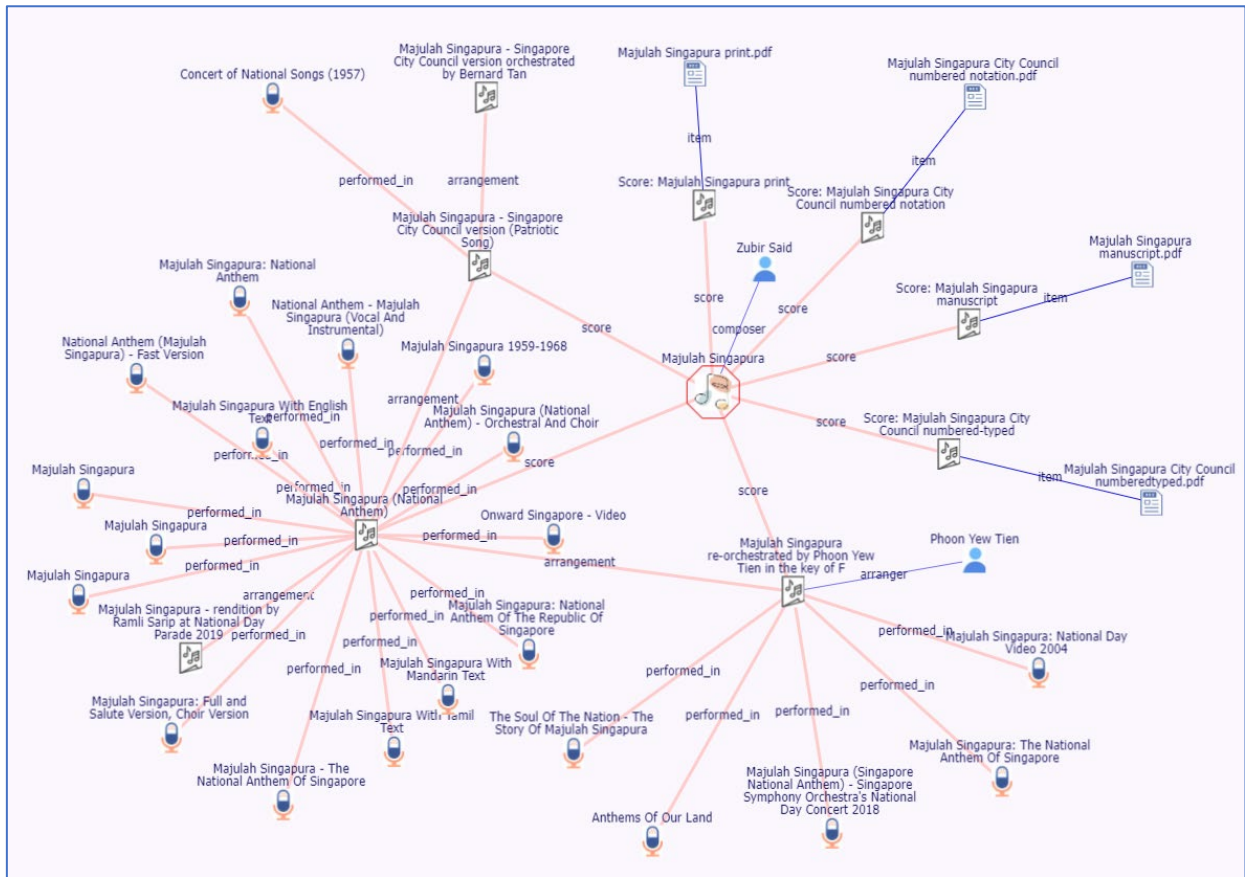 Majulah Singapura - Singapore
City Council version orchestrated
by Bernard Tan
Concert of National Songs (1957)
Majulah Singapura print.pdf
Majulah Singapura City Council
numbered notation.pdf
item
item
performed_in
arrangement
Score: Majulah Singapura print
Score: Majulah Singapura City
Council numbered notation
Majulah Singapura - Singapore
City Council version (Patriotic
Song)
Zubir Said
Majulah Singapura
manuscript.pdf
Majulah Singapura: National
Anthem
Score: Majulah Singapura
manuscript
item
National Anthem - Majulah
Singapura (Vocal And
Instrumental)
score
score
score
composer
National Anthem (Majulah
Singapura) - Fast Version
Majulah Singapura 1959-1968
Majulah Singapura
score
arrangement
Majulah Singapura With English
Text
performed_in
Majulah Singapura (National
Anthem) - Orchestral And Choir
score
Score: Majulah Singapura City
Council numbered-typed
performed_in
performed_in
performed_in
score
item
Majulah Singapura City Council
numberedtyped.pdf
Majulah Singapura
performed_in
performed_in
score
Majulah Singapura (National
Anthem)
performed_in
Majulah Singapura
performed_in
performed_in
Onward Singapore - Video
arrangement
Majulah Singapura
re-orchestrated by Phoon Yew
Tien in the key of F
Phoon Yew Tien
arranger
Majulah Singapura
performed_in
arrangement
performed_in
Majulah Singapura - rendition by
Ramli Sarip at National Day
Parade 2019
performed_in
performed_in
Majulah Singapura: National
Anthem Of The Republic Of
Singapore
performed_in
Majulah Singapura: National Day
Video 2004
performed_in
performed_in
Majulah Singapura With
Mandarin Text
performed_in
performed_in
Majulah Singapura: Full and
Salute Version, Choir Version
Majulah Singapura With Tamil
Text
The Soul Of The Nation - The
Story Of Majulah Singapura
performed_in
performed_in
Majulah Singapura: The National
Anthem Of Singapore
Majulah Singapura - The
National Anthem Of Singapore
Majulah Singapura (Singapore
National Anthem) - Singapore
Symphony Orchestra's National
Day Concert 2018
Anthems Of Our Land